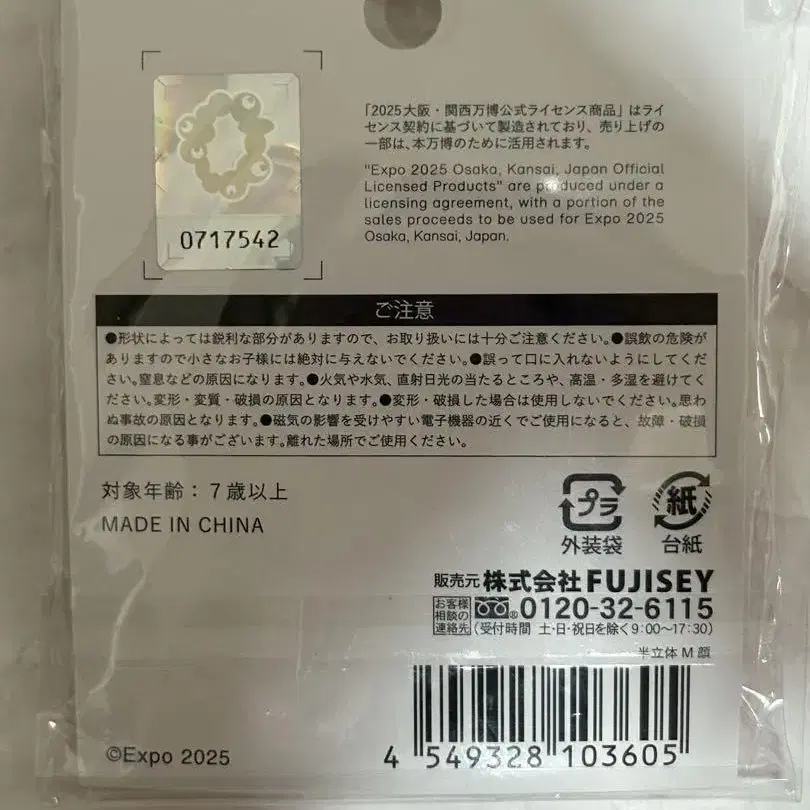 0717542
「2025大阪・関西万博公式ライセンス商品」はライ
センス契約に基づいて製造されており、売り上げの
一部は、本万博のために活用されます。
"Expo 2025 Osaka, Kansai, Japan Official
Licensed Products" are produced under a
licensing agreement, with a portion of the
sales proceeds to be used for Expo 2025
Osaka, Kansai, Japan.
ご注意
●形状によっては鋭利な部分がありますので、お取り扱いには十分ご注意ください。●誤飲の危険が
ありますので小さなお子様には絶対に与えないでください。●誤って口に入れないようにしてくだ
さい。窒息などの原因になります。●火気や水気、直射日光の当たるところや、高温・多湿を避けてく
ださい。変形・変質・破損の原因となります。●変形・破損した場合は使用しないでください。思わ
ぬ事故の原因となります。●磁気の影響を受けやすい電子機器の近くでご使用になると、故障・破損
の原因になる事がございます。離れた場所でご使用ください。
対象年齢：7歳以上
MADE IN CHINA
プラ
外装袋
紙
台紙
販売元 株式会社FUJISEY
お客様
相談の
連絡先
0120-32-6115
(受付時間 土・日・祝日を除く9:00〜17:30)
半立体 M 顔
©Expo 2025
4 549328 103605